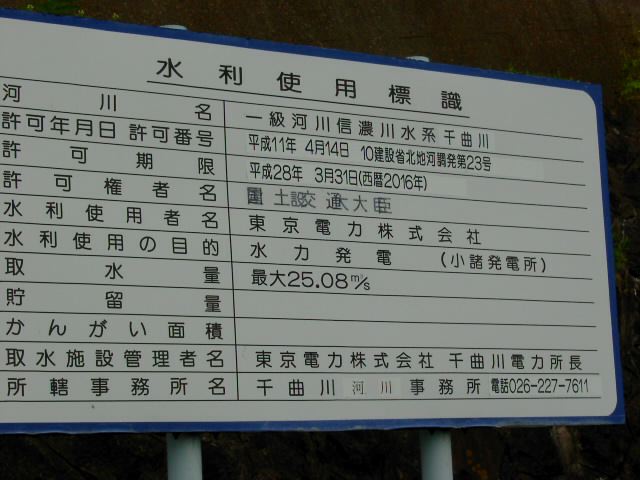 水利使用標識
河川名 一級河川信濃川水系千曲川
許可年月日 許可番号 平成11年 4月14日 10建設省北地河開発第23号
許可期限 平成28年 3月31日(西暦2016年)
許可権者名 国土交通大臣
水利使用者名 東京電力株式会社
水利使用の目的 水力発電 (小諸発電所)
取水量 最大25.08㎥/s
貯留量
かんがい面積
取水施設管理者名 東京電力株式会社 千曲川電力所長
所轄事務所名 千曲川河川事務所 電話026-227-7611